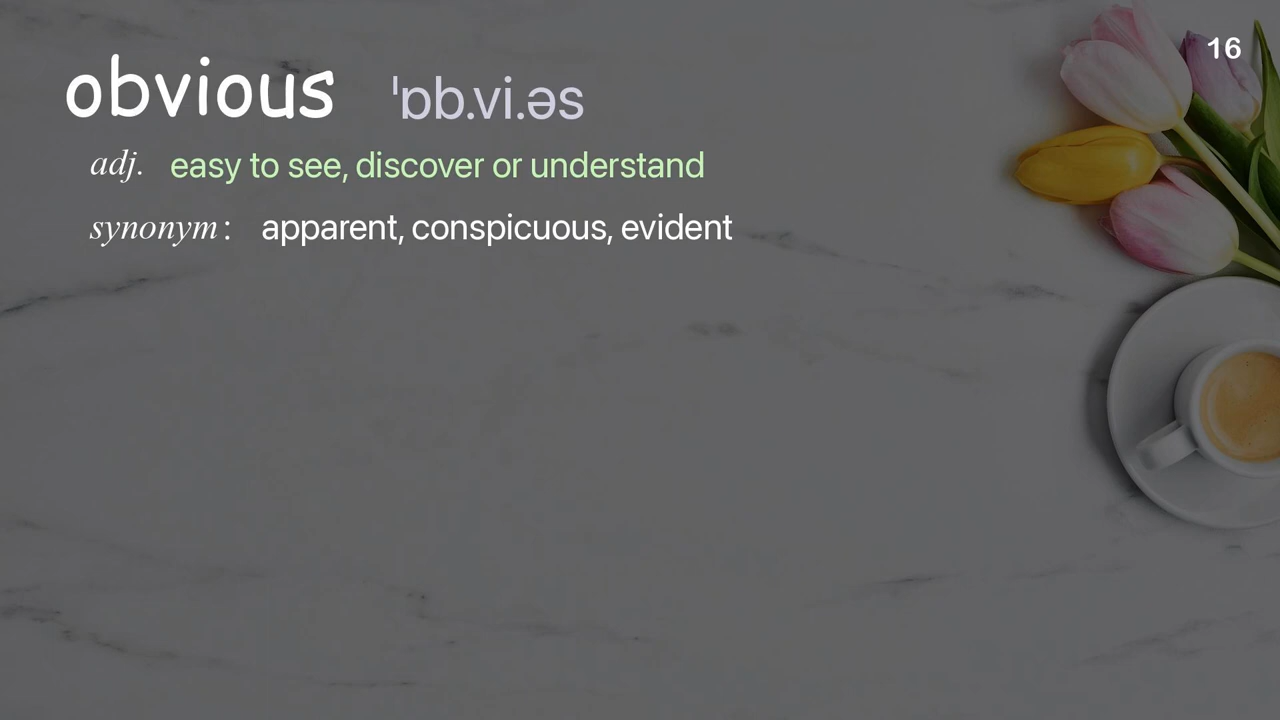 16
obvious ˈɒb.vi.əs
adj. easy to see, discover or understand
synonym: apparent, conspicuous, evident